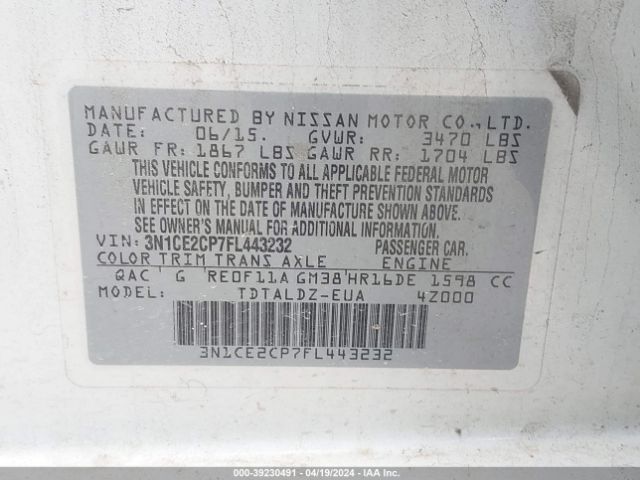 MANUFACTURED BY NISSAN MOTOR CO., LTD.
DATE: 06/15. GVWR: 3470 LBS
GAWR FR: 1867 LBS GAWR RR: 1704 LBS
THIS VEHICLE CONFORMS TO ALL APPLICABLE FEDERAL MOTOR
VEHICLE SAFETY, BUMPER AND THEFT PREVENTION STANDARDS
IN EFFECT ON THE DATE OF MANUFACTURE SHOWN ABOVE.
SEE OWNER'S MANUAL FOR ADDITIONAL INFORMATION.
VIN: 3N1CE2CP7FL443232 PASSENGER CAR.
COLOR TRIM TRANS AXLE ENGINE
QAC G RE0F11A GM38 HR16DE 1598 CC
MODEL: TDTALDZ-EUA 4Z000
3N1CE2CP7FL443232
000-39230491 - 04/19/2024 - IAA Inc.